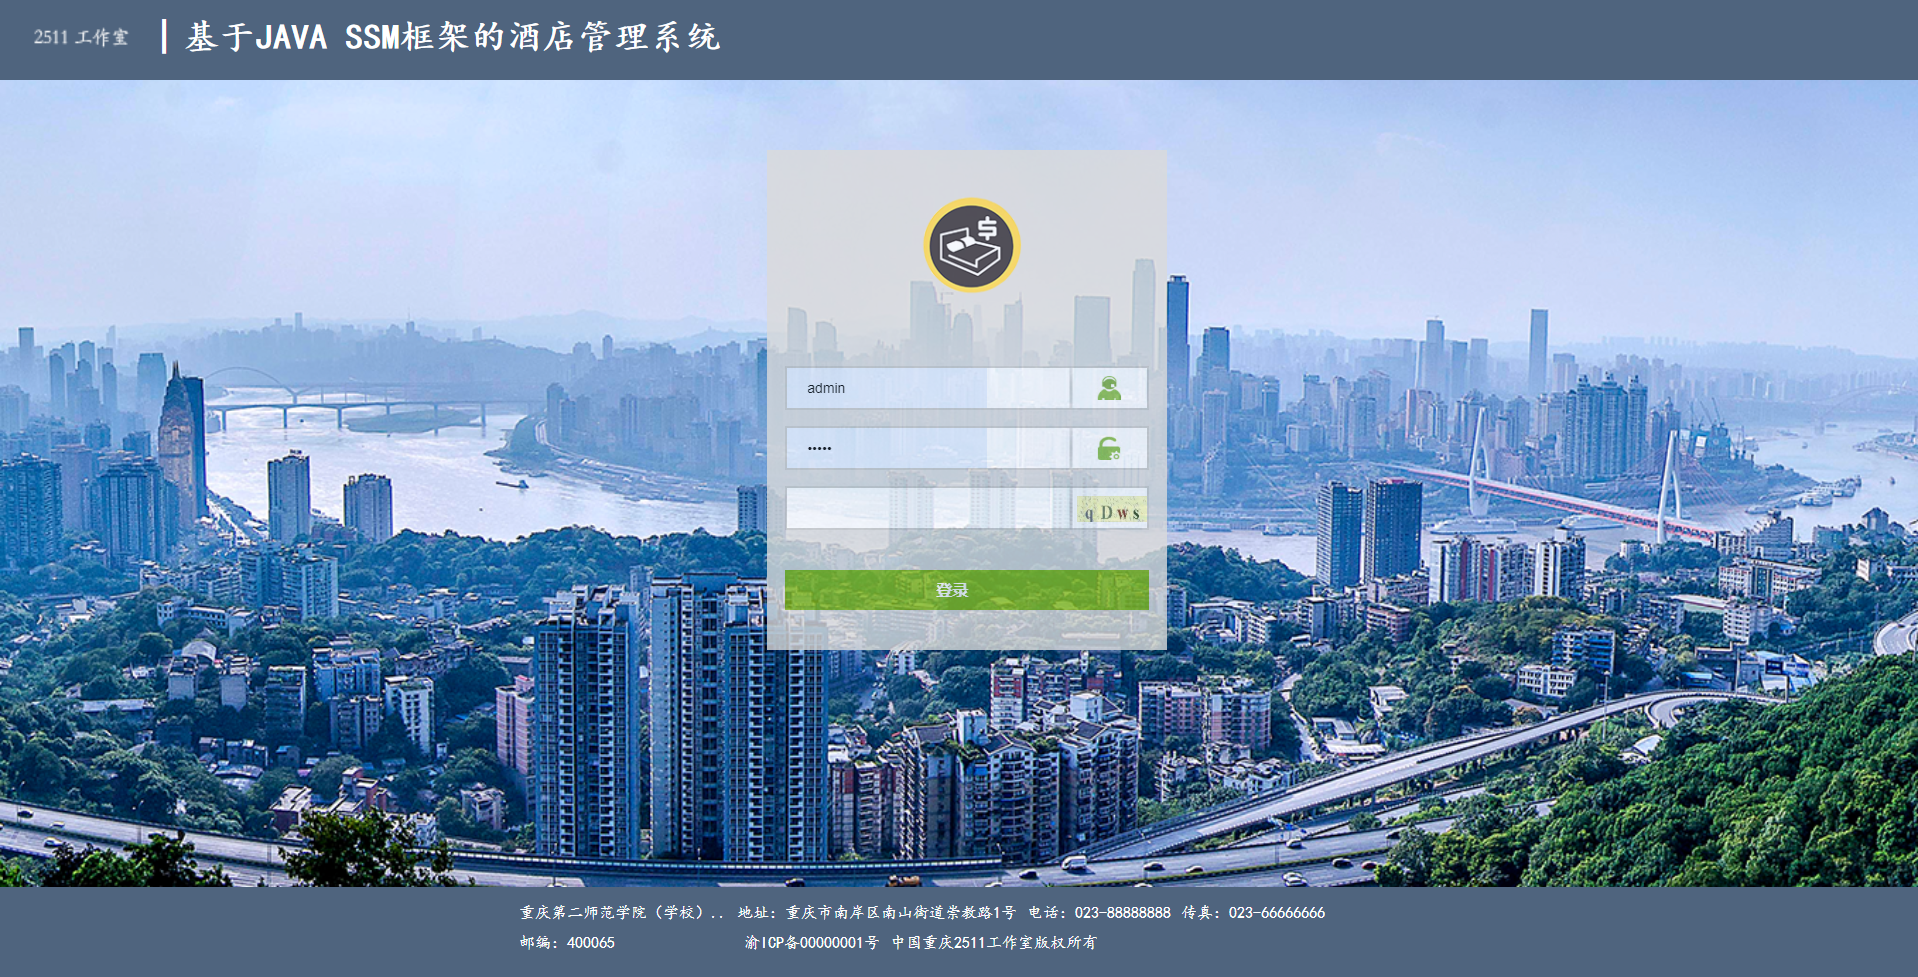 2511 工作室
基于JAVA SSM框架的酒店管理系统
admin
•••••
qDws
登录
重庆第二师范学院（学校）.. 地址：重庆市南岸区南山街道崇教路1号 电话：023-88888888 传真：023-66666666
邮编：400065 渝ICP备00000001号 中国重庆2511工作室版权所有